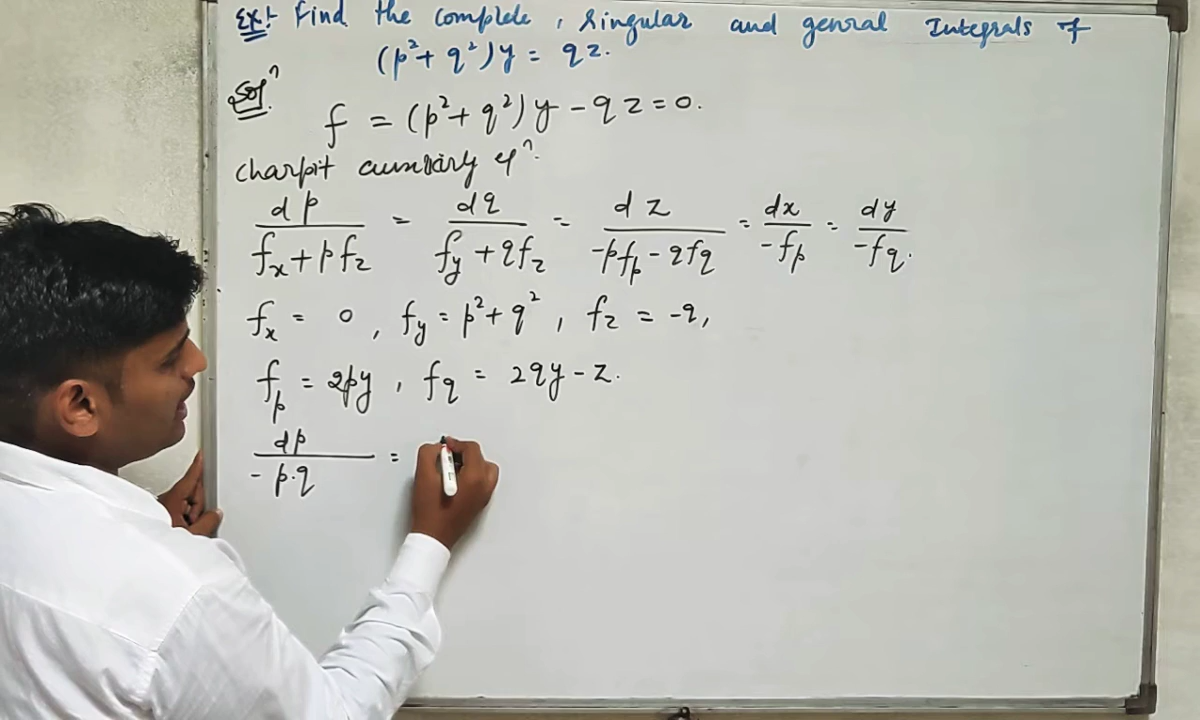 Ex:- Find the complete, singular and genral Integrals of
(p²+q²)y = qz.
Solⁿ
f = (p²+q²)y - qz = 0.
charpit auxiliary eqⁿ.
dp/(fx+pfz) = dq/(fy+qfz) = dz/(-pfp-qfq) = dx/-fp = dy/-fq.
fx = 0, fy = p²+q², fz = -q,
fp = 2py, fq = 2qy-z.
dp/-p.q =